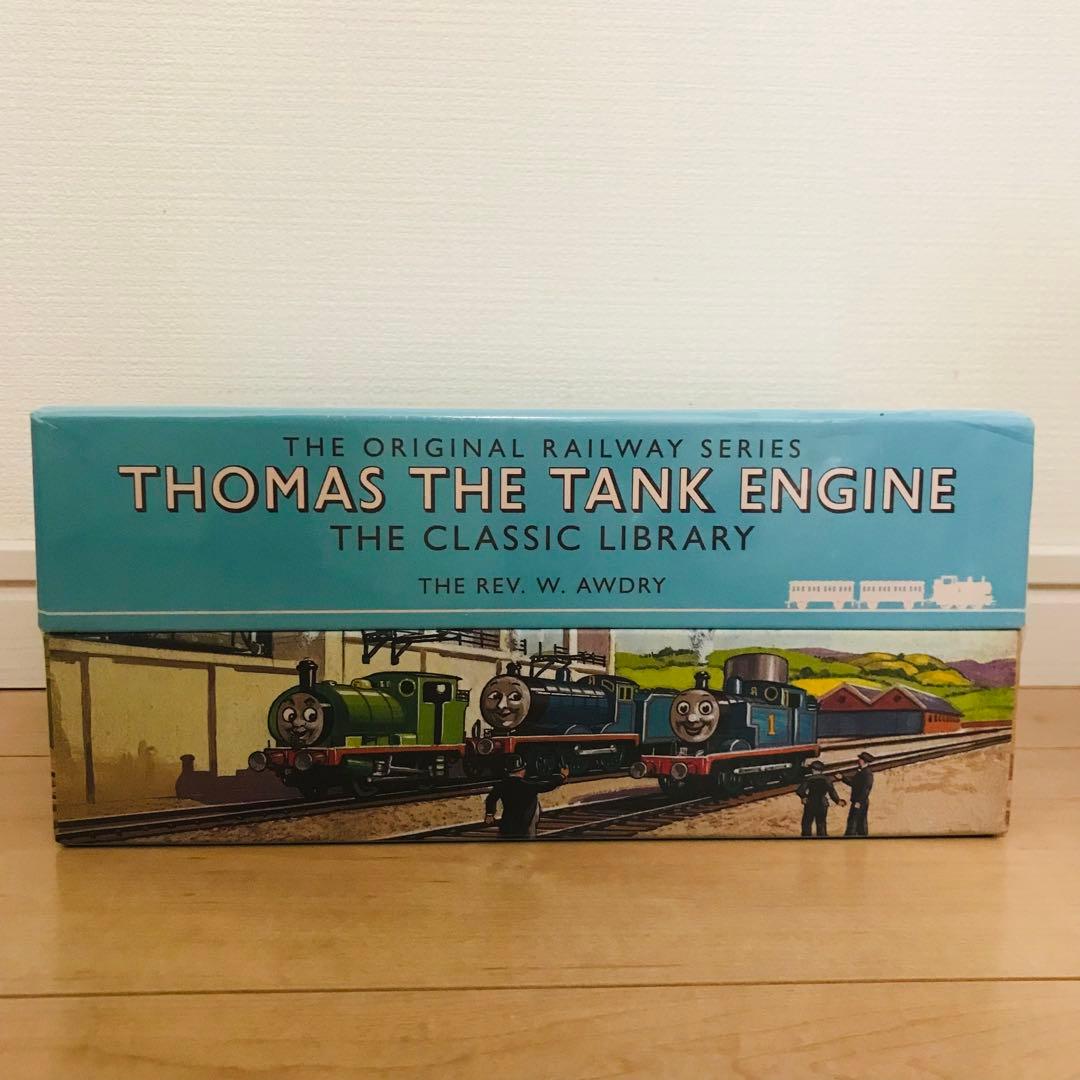 THE ORIGINAL RAILWAY SERIES
THOMAS THE TANK ENGINE
THE CLASSIC LIBRARY
THE REV. W. AWDRY
1